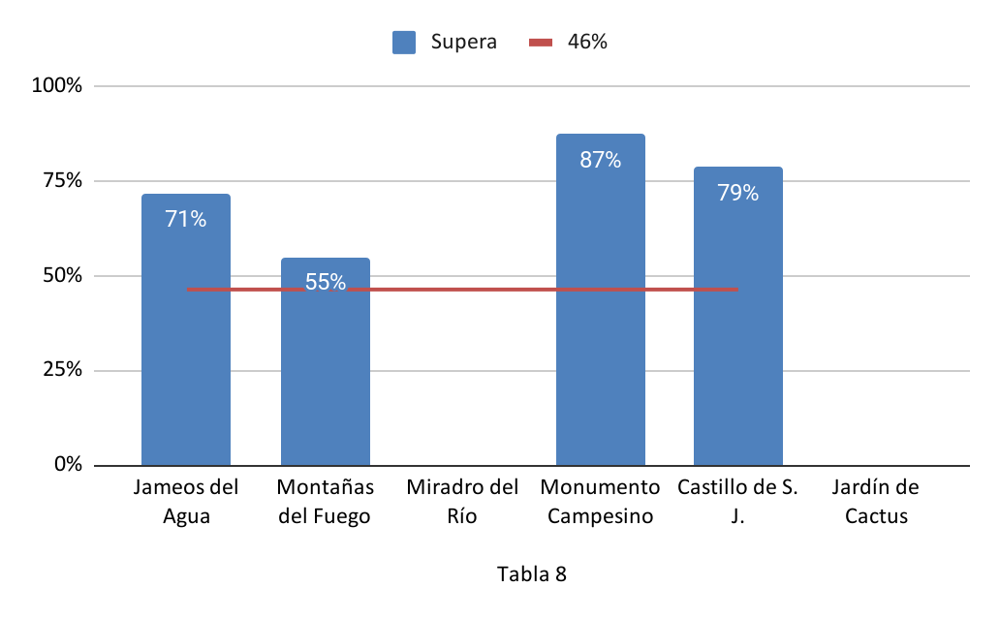 Supera 46%
100%
75%
50%
25%
0%
71%
55%
87%
79%
Jameos del Agua
Montañas del Fuego
Miradro del Río
Monumento Campesino
Castillo de S. J.
Jardín de Cactus
Tabla 8